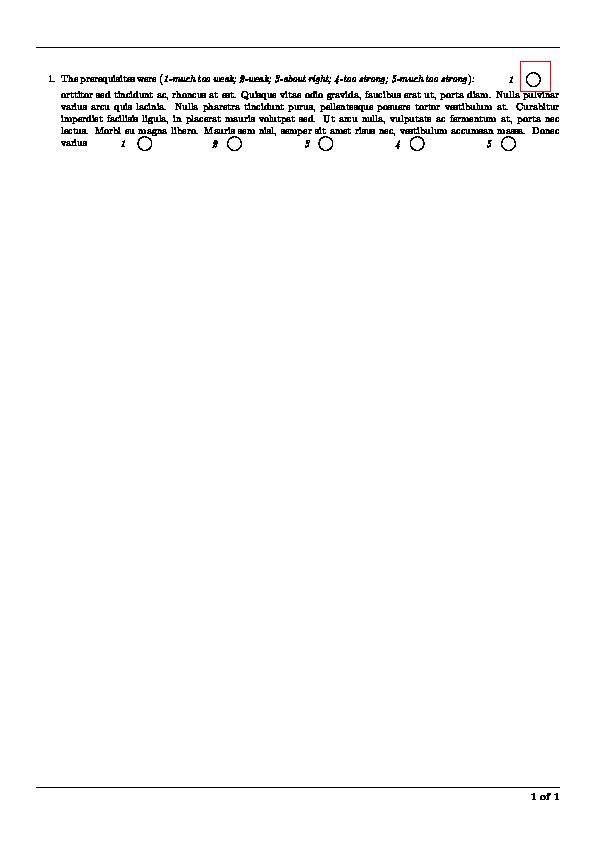 1. The prerequisites were (1-much too weak; 2-weak; 3-about right; 4-too strong; 5-much too strong): 1
orttitor sed tincidunt ac, rhoncus at est. Quisque vitae odio gravida, faucibus erat ut, porta diam. Nulla pulvinar
varius arcu quis lacinia. Nulla pharetra tincidunt purus, pellentesque posuere tortor vestibulum at. Curabitur
imperdiet facilisis ligula, in placerat mauris volutpat sed. Ut arcu nulla, vulputate ac fermentum at, porta nec
lectus. Morbi eu magna libero. Mauris sem nisl, semper sit amet risus nec, vestibulum accumsan massa. Donec
varius 1 2 3 4 5
1 of 1